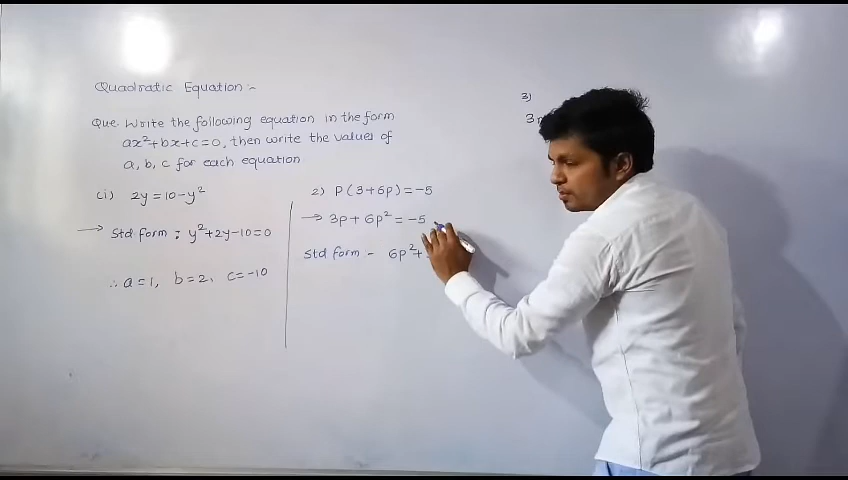 Quadratic Equation :-
Que. Write the following equation in the form
ax²+bx+c=0, then write the values of
a, b, c for each equation
(i) 2y = 10-y²
→ Std form : y²+2y-10=0
∴ a=1, b=2, c=-10
2) P(3+6p) = -5
→ 3p + 6p² = -5
Std form - 6p²+
3)
3